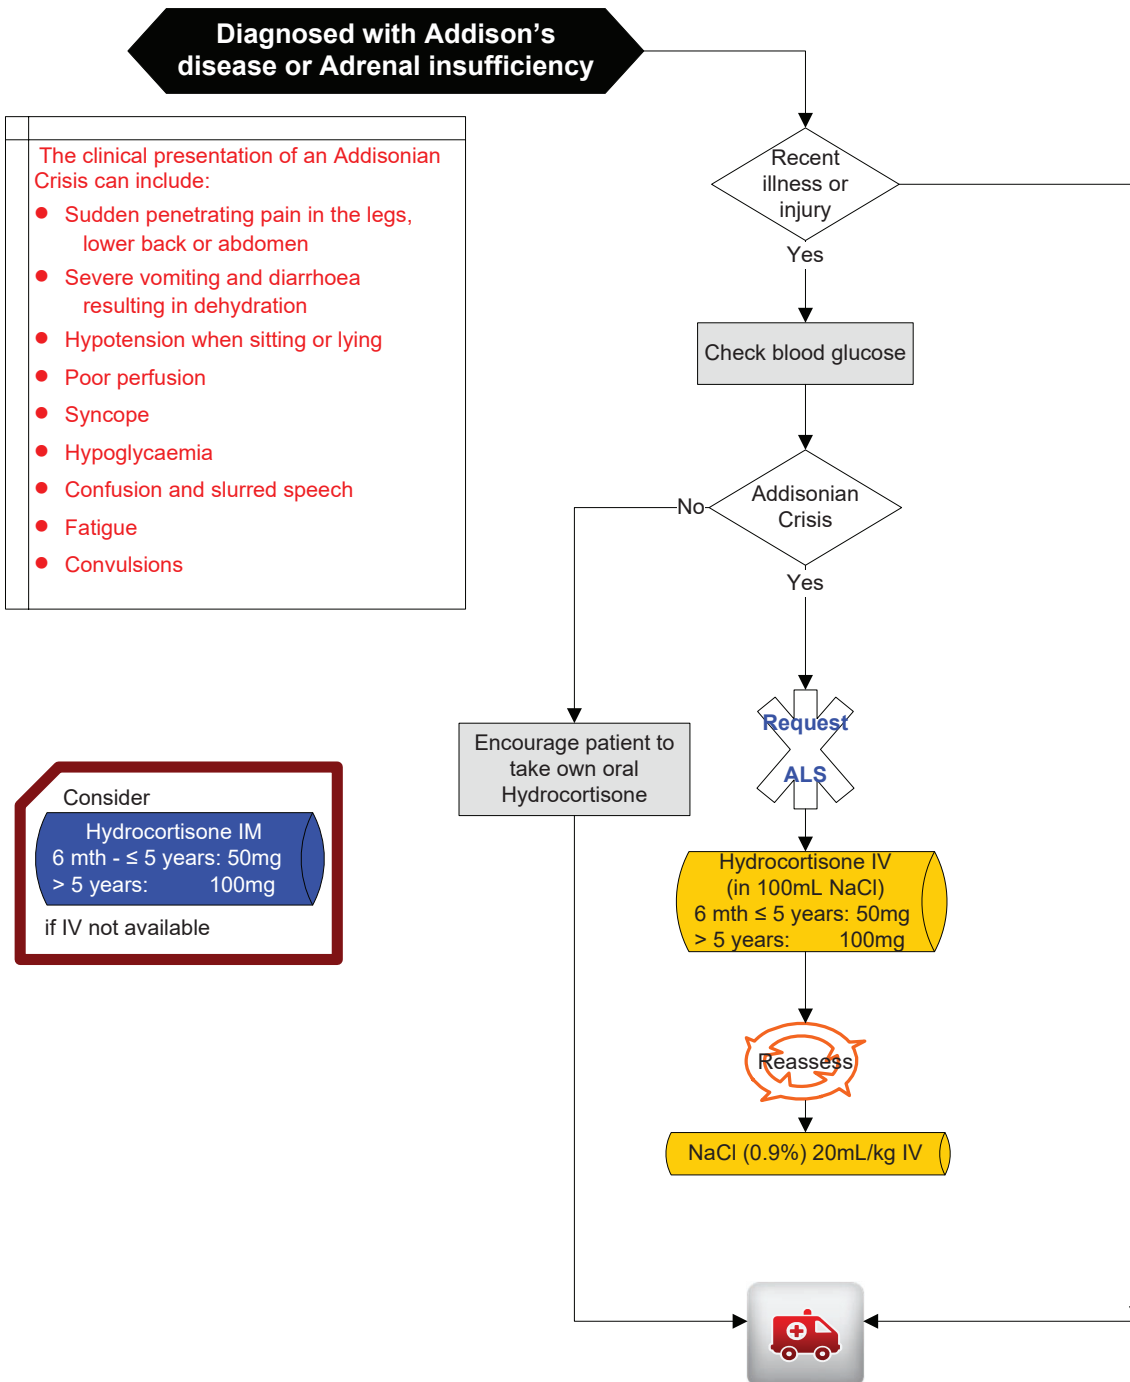 Diagnosed with Addison’s
disease or Adrenal insufficiency
The clinical presentation of an Addisonian
Crisis can include:
● Sudden penetrating pain in the legs,
lower back or abdomen
● Severe vomiting and diarrhoea
resulting in dehydration
● Hypotension when sitting or lying
● Poor perfusion
● Syncope
● Hypoglycaemia
● Confusion and slurred speech
● Fatigue
● Convulsions
Recent
illness or
injury
Yes
Check blood glucose
Addisonian
Crisis
No
Yes
Encourage patient to
take own oral
Hydrocortisone
Request
ALS
Consider
Hydrocortisone IM
6 mth - ≤ 5 years: 50mg
> 5 years: 100mg
if IV not available
Hydrocortisone IV
(in 100mL NaCl)
6 mth ≤ 5 years: 50mg
> 5 years: 100mg
Reassess
NaCl (0.9%) 20mL/kg IV